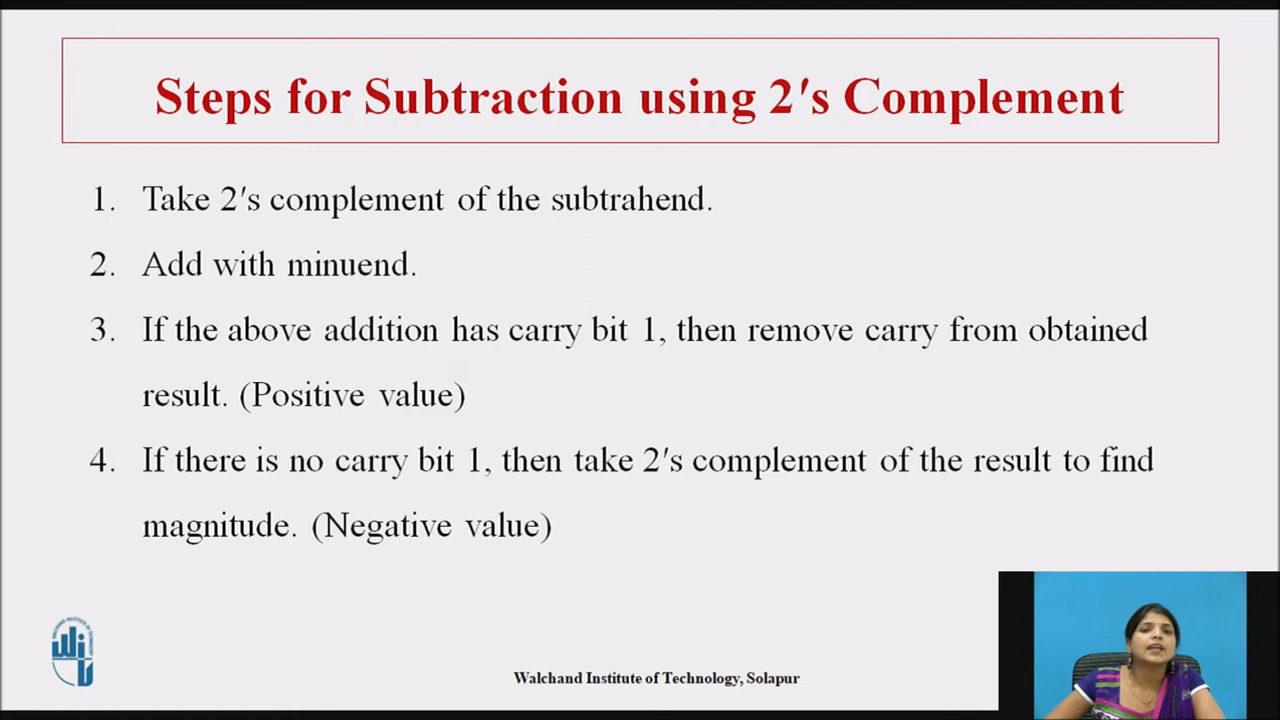 Steps for Subtraction using 2′s Complement
1. Take 2′s complement of the subtrahend.
2. Add with minuend.
3. If the above addition has carry bit 1, then remove carry from obtained
result. (Positive value)
4. If there is no carry bit 1, then take 2′s complement of the result to find
magnitude. (Negative value)
Walchand Institute of Technology, Solapur